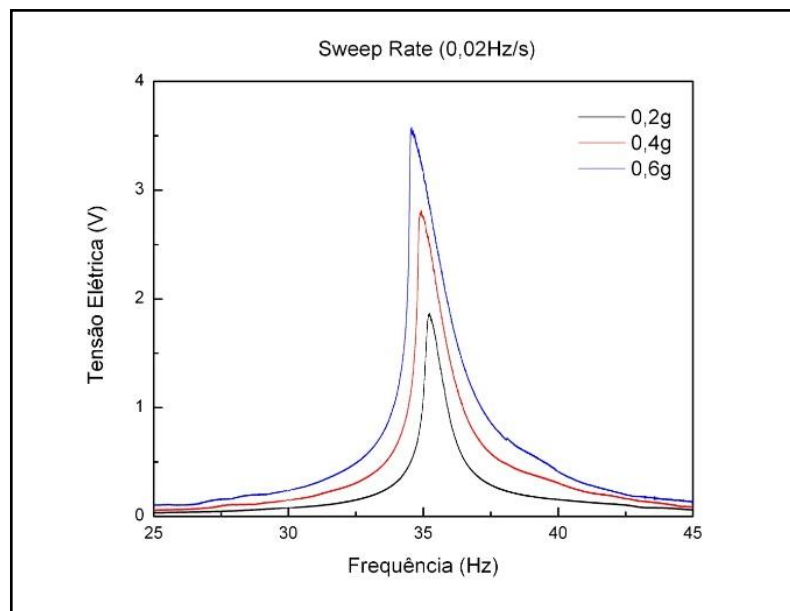 Sweep Rate (0,02Hz/s)
4
0,2g
0,4g
0,6g
3
2
1
0
Tensão Elétrica (V)
25
30
35
40
45
Frequência (Hz)